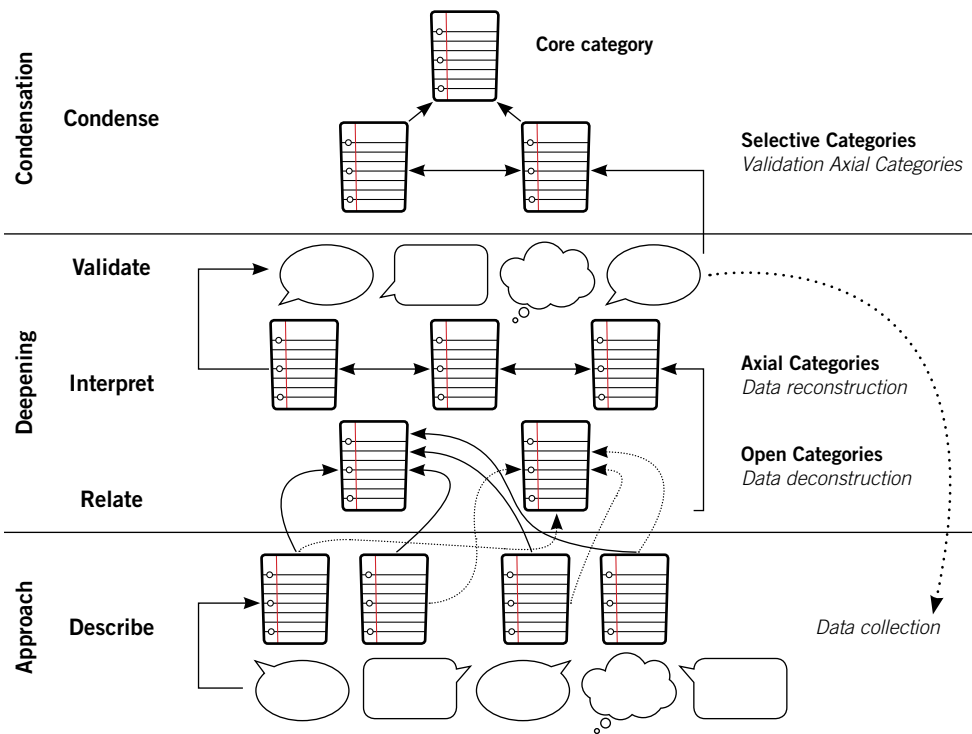 Condensation
Core category
Condense
Selective Categories
Validation Axial Categories
Deepening
Validate
Interpret
Axial Categories
Data reconstruction
Open Categories
Data deconstruction
Relate
Approach
Describe
Data collection